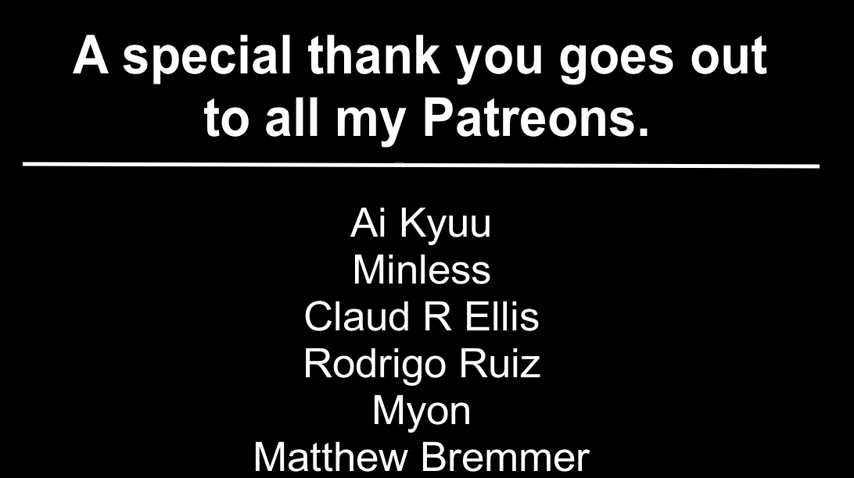 A special thank you goes out
to all my Patreons.
Ai Kyuu
Minless
Claud R Ellis
Rodrigo Ruiz
Myon
Matthew Bremmer